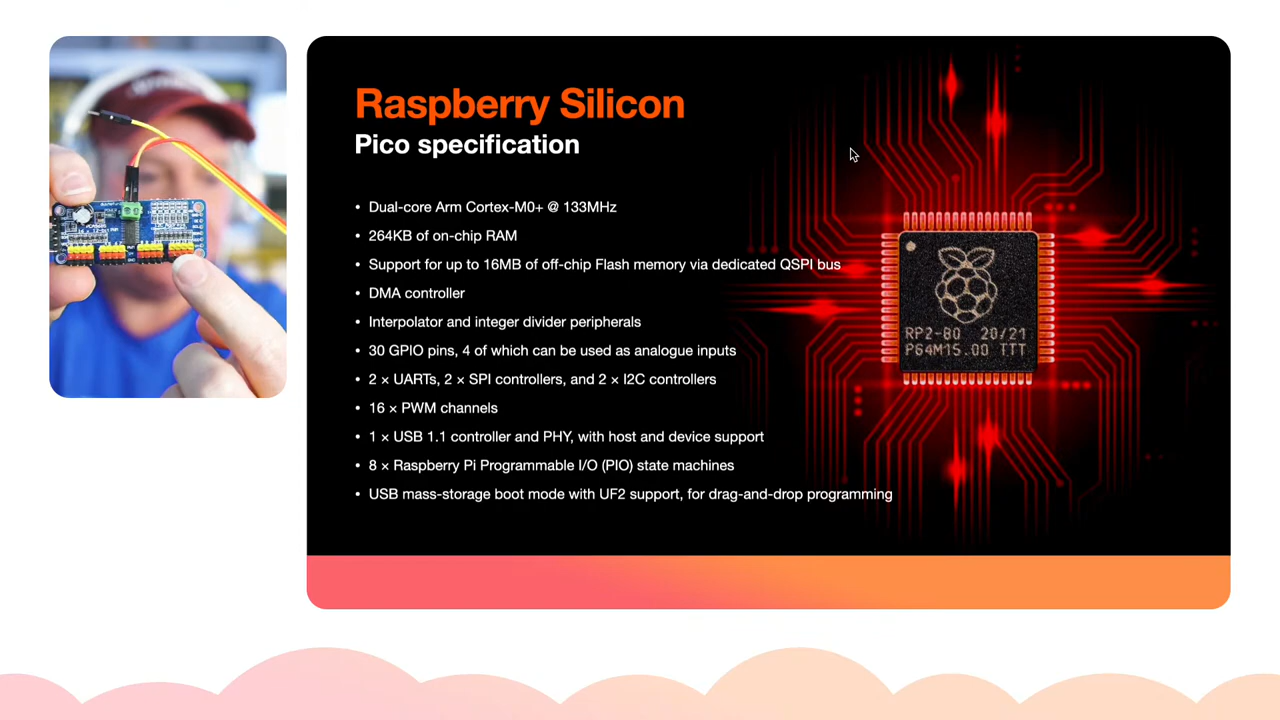 Raspberry Silicon
Pico specification
• Dual-core Arm Cortex-M0+ @ 133MHz
• 264KB of on-chip RAM
• Support for up to 16MB of off-chip Flash memory via dedicated QSPI bus
• DMA controller
• Interpolator and integer divider peripherals
• 30 GPIO pins, 4 of which can be used as analogue inputs
• 2 × UARTs, 2 × SPI controllers, and 2 × I2C controllers
• 16 × PWM channels
• 1 × USB 1.1 controller and PHY, with host and device support
• 8 × Raspberry Pi Programmable I/O (PIO) state machines
• USB mass-storage boot mode with UF2 support, for drag-and-drop programming
RP2-B0 20/21
P64M15.00 TTT